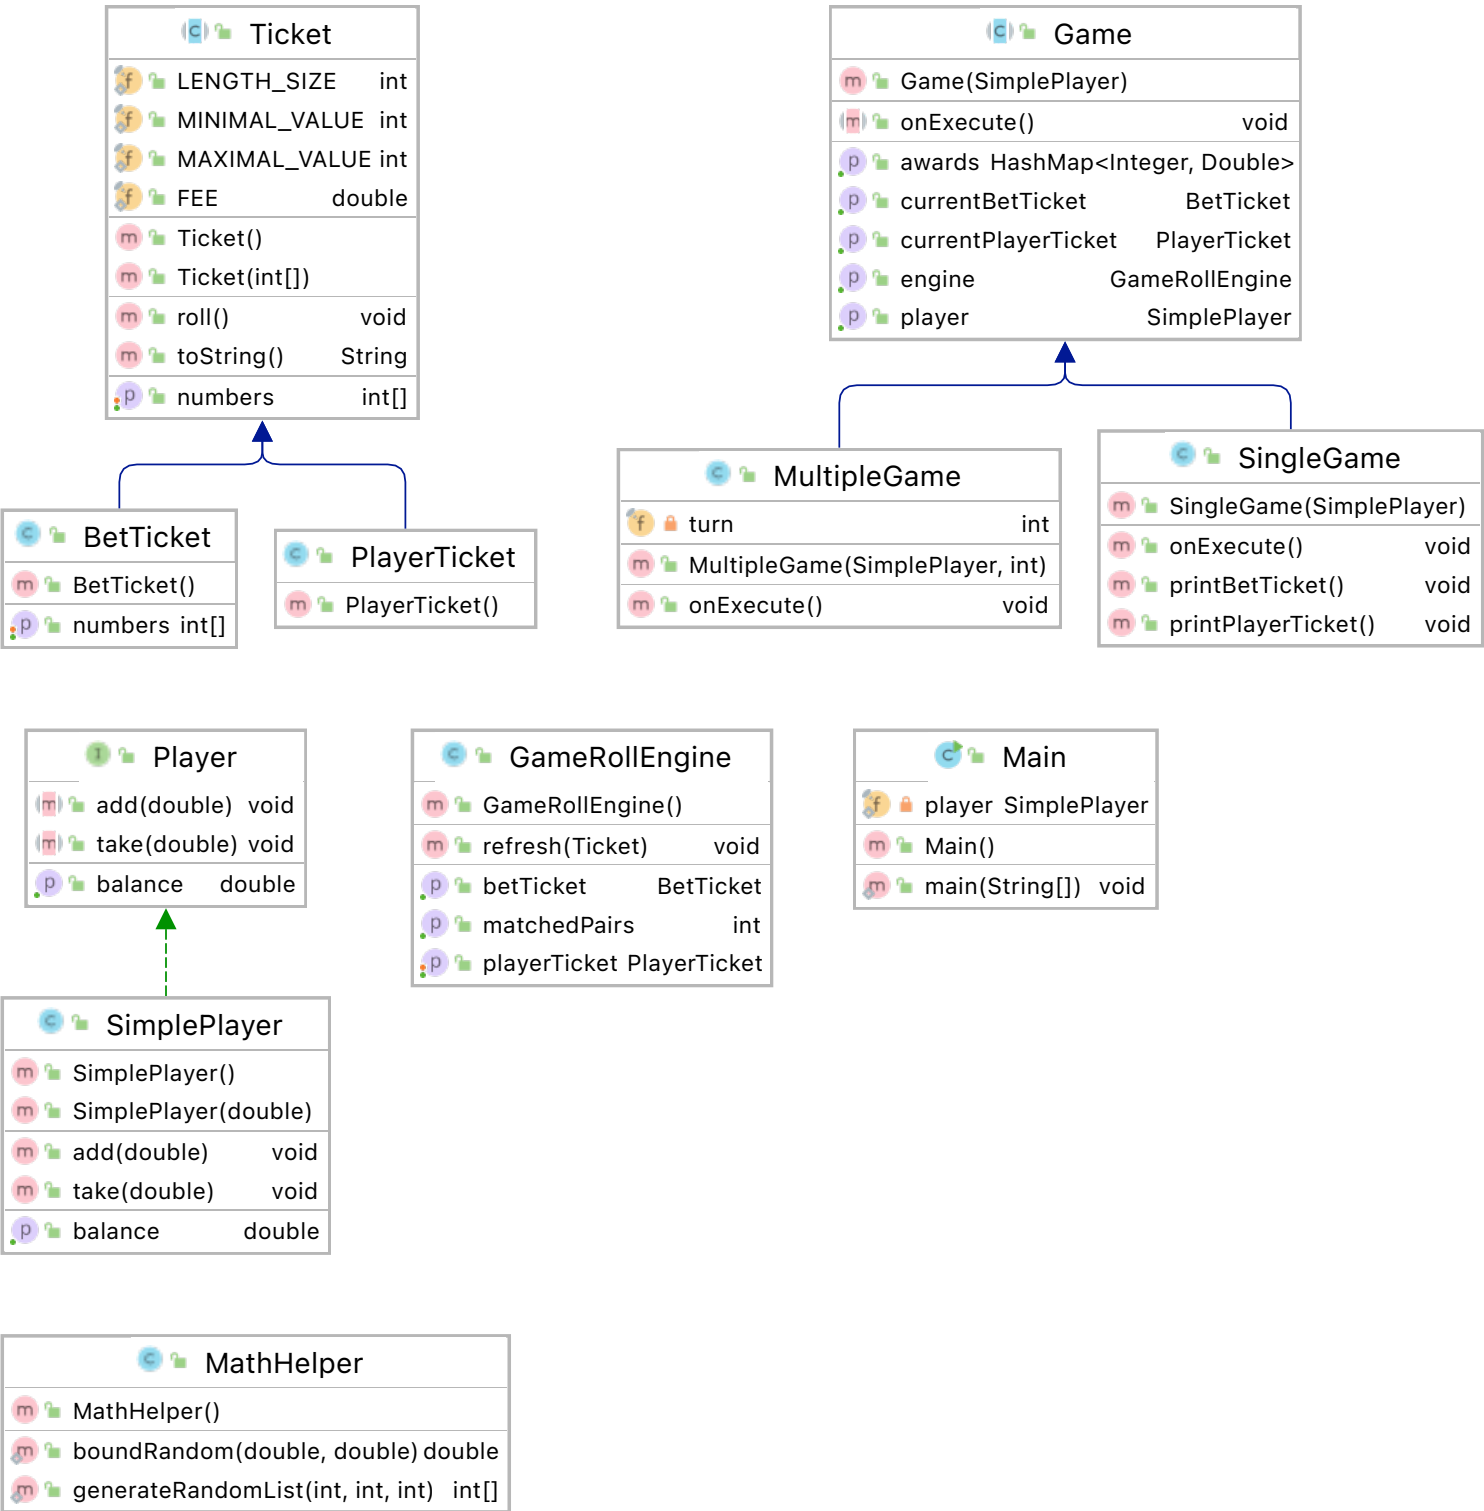 Ticket
LENGTH_SIZE int
MINIMAL_VALUE int
MAXIMAL_VALUE int
FEE double
Ticket()
Ticket(int[])
roll() void
toString() String
numbers int[]
Game
Game(SimplePlayer)
onExecute() void
awards HashMap<Integer, Double>
currentBetTicket BetTicket
currentPlayerTicket PlayerTicket
engine GameRollEngine
player SimplePlayer
BetTicket
BetTicket()
numbers int[]
PlayerTicket
PlayerTicket()
MultipleGame
turn int
MultipleGame(SimplePlayer, int)
onExecute() void
SingleGame
SingleGame(SimplePlayer)
onExecute() void
printBetTicket() void
printPlayerTicket() void
Player
add(double) void
take(double) void
balance double
GameRollEngine
GameRollEngine()
refresh(Ticket) void
betTicket BetTicket
matchedPairs int
playerTicket PlayerTicket
Main
player SimplePlayer
Main()
main(String[]) void
SimplePlayer
SimplePlayer()
SimplePlayer(double)
add(double) void
take(double) void
balance double
MathHelper
MathHelper()
boundRandom(double, double) double
generateRandomList(int, int, int) int[]